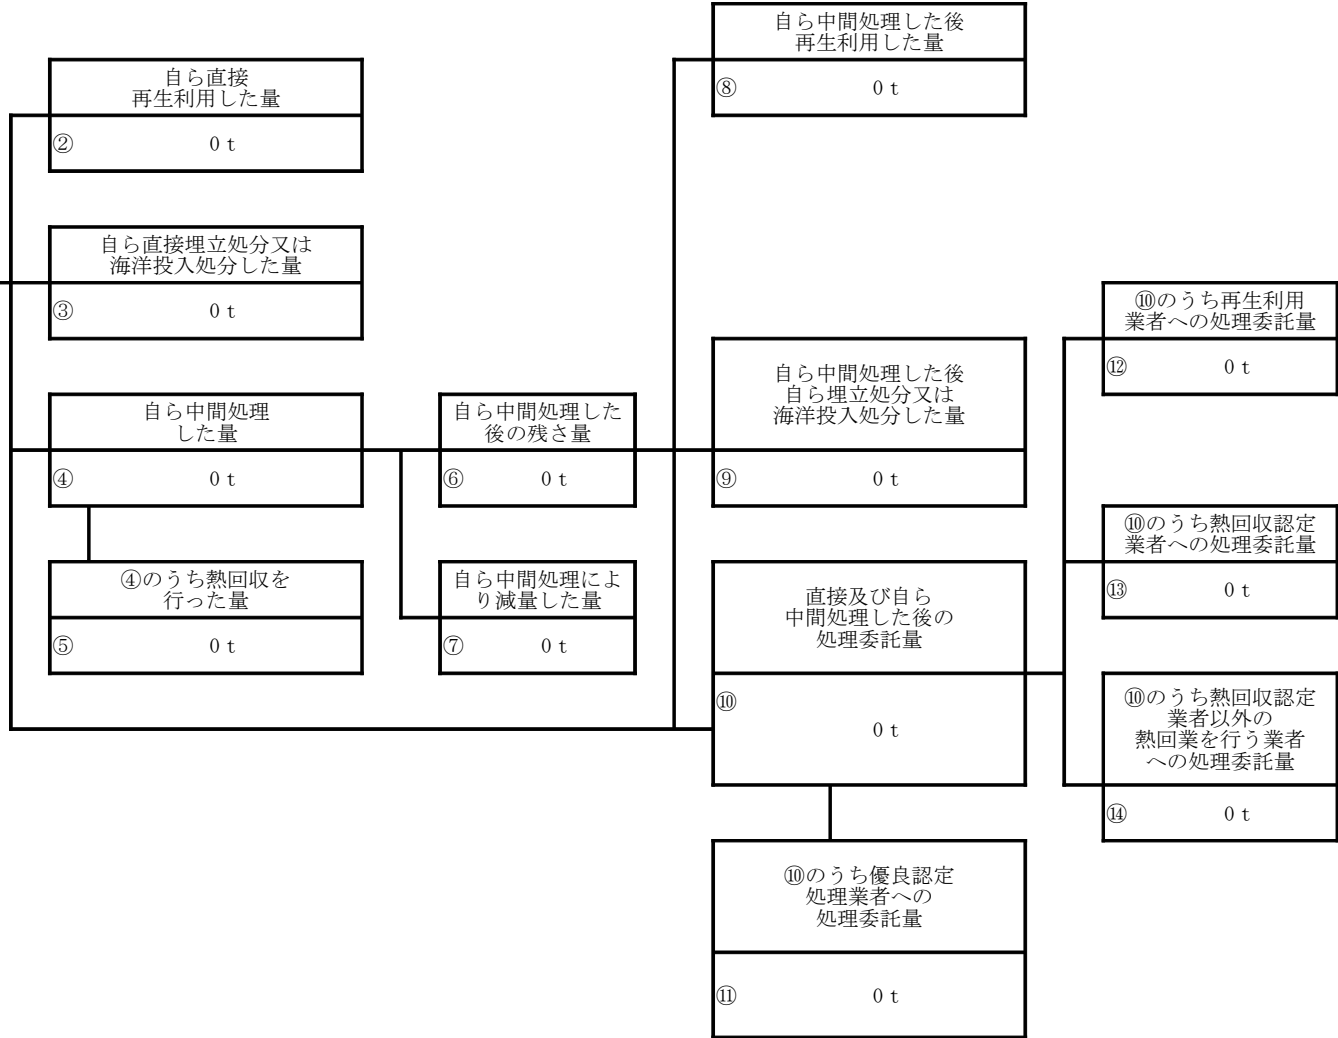 自ら中間処理した後
再生利用した量
⑧ 0 t
自ら直接
再生利用した量
② 0 t
自ら直接埋立処分又は
海洋投入処分した量
③ 0 t
⑩のうち再生利用
業者への処理委託量
⑫ 0 t
自ら中間処理した後
自ら埋立処分又は
海洋投入処分した量
⑨ 0 t
自ら中間処理
した量
④ 0 t
自ら中間処理した
後の残さ量
⑥ 0 t
⑩のうち熱回収認定
業者への処理委託量
⑬ 0 t
④のうち熱回収を
行った量
⑤ 0 t
自ら中間処理によ
り減量した量
⑦ 0 t
直接及び自ら
中間処理した後の
処理委託量
⑩
0 t
⑩のうち熱回収認定
業者以外の
熱回業を行う業者
への処理委託量
⑭ 0 t
⑩のうち優良認定
処理業者への
処理委託量
⑪ 0 t